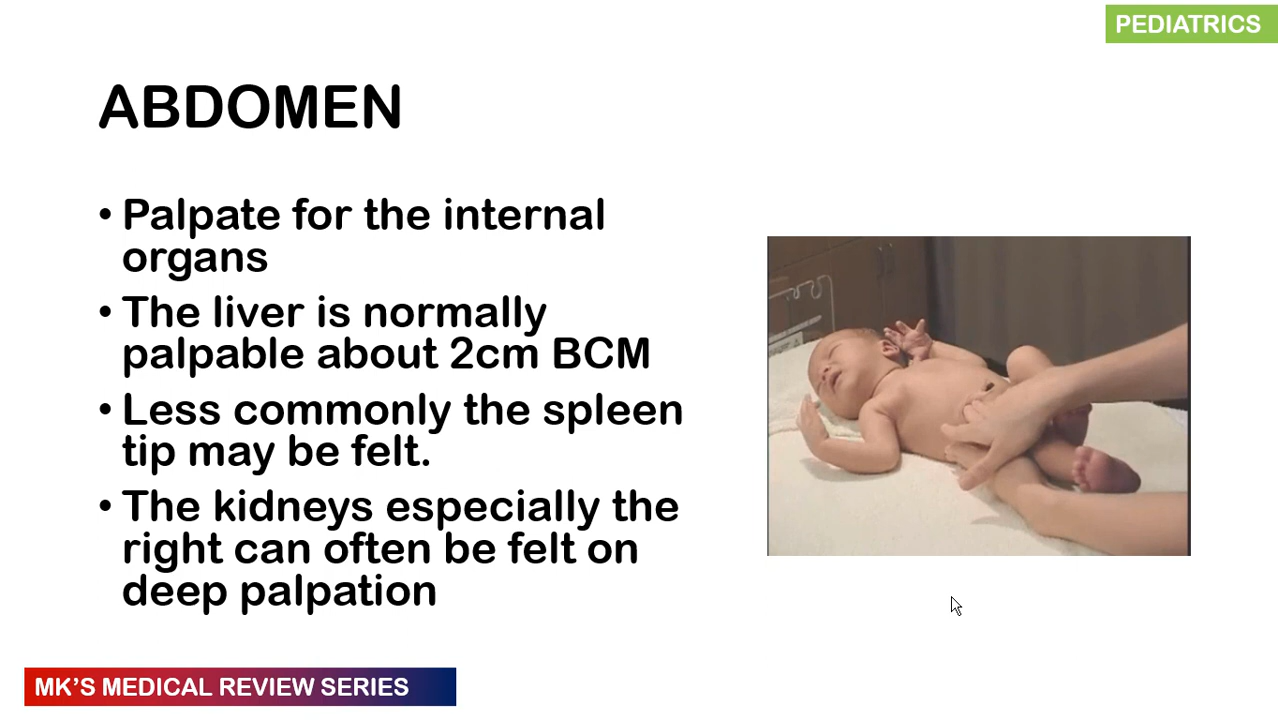 PEDIATRICS
ABDOMEN
• Palpate for the internal
organs
• The liver is normally
palpable about 2cm BCM
• Less commonly the spleen
tip may be felt.
• The kidneys especially the
right can often be felt on
deep palpation
MK'S MEDICAL REVIEW SERIES